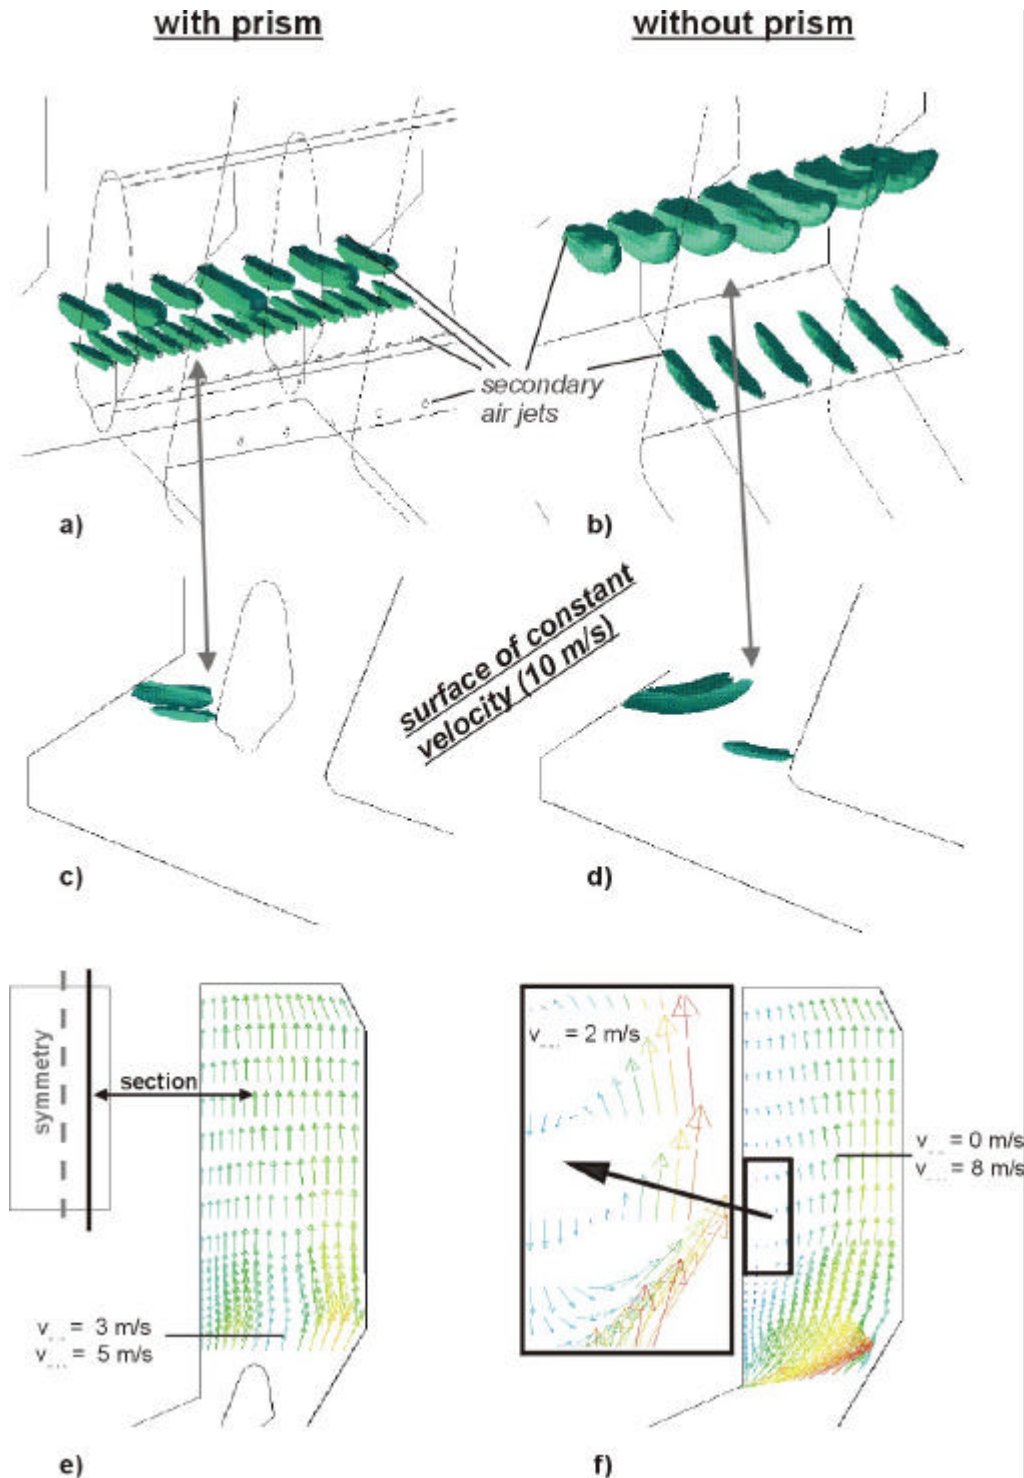 with prism
without prism
secondary
air jets
a)
b)
surface of constant
velocity (10 m/s)
c)
d)
symmetry
section
v = 3 m/s
v = 5 m/s
v = 2 m/s
v = 0 m/s
v = 8 m/s
e)
f)